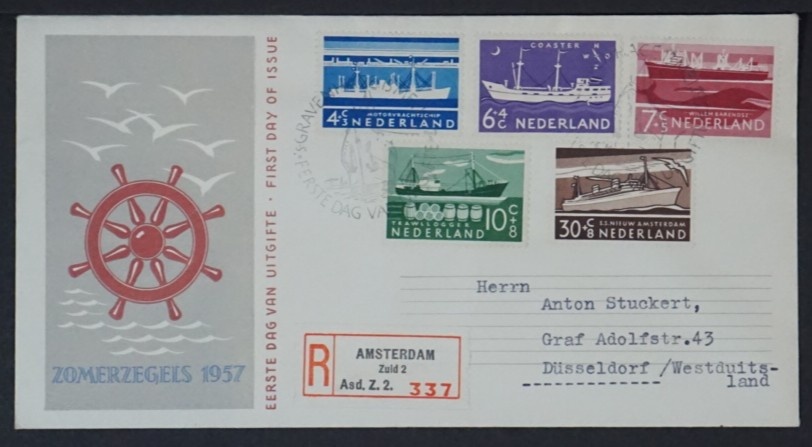 ZOMERZEGELS 1957
EERSTE DAG VAN UITGIFTE · FIRST DAY OF ISSUE
4+3 C
MOTORVRACHTSCHIP
NEDERLAND
COASTER
N
W
O
Z
6+4 C
NEDERLAND
7+5 C
WILLEM BARENDSZ
NEDERLAND
TRAWLLOGGER
10 C+8
NEDERLAND
30+8 C
S.S. NIEUW AMSTERDAM
NEDERLAND
EERSTE DAG
R
AMSTERDAM
Zuid 2
Asd. Z. 2. 337
Herrn
Anton Stuckert,
Graf Adolfstr.43
Düsseldorf /Westduits-
land